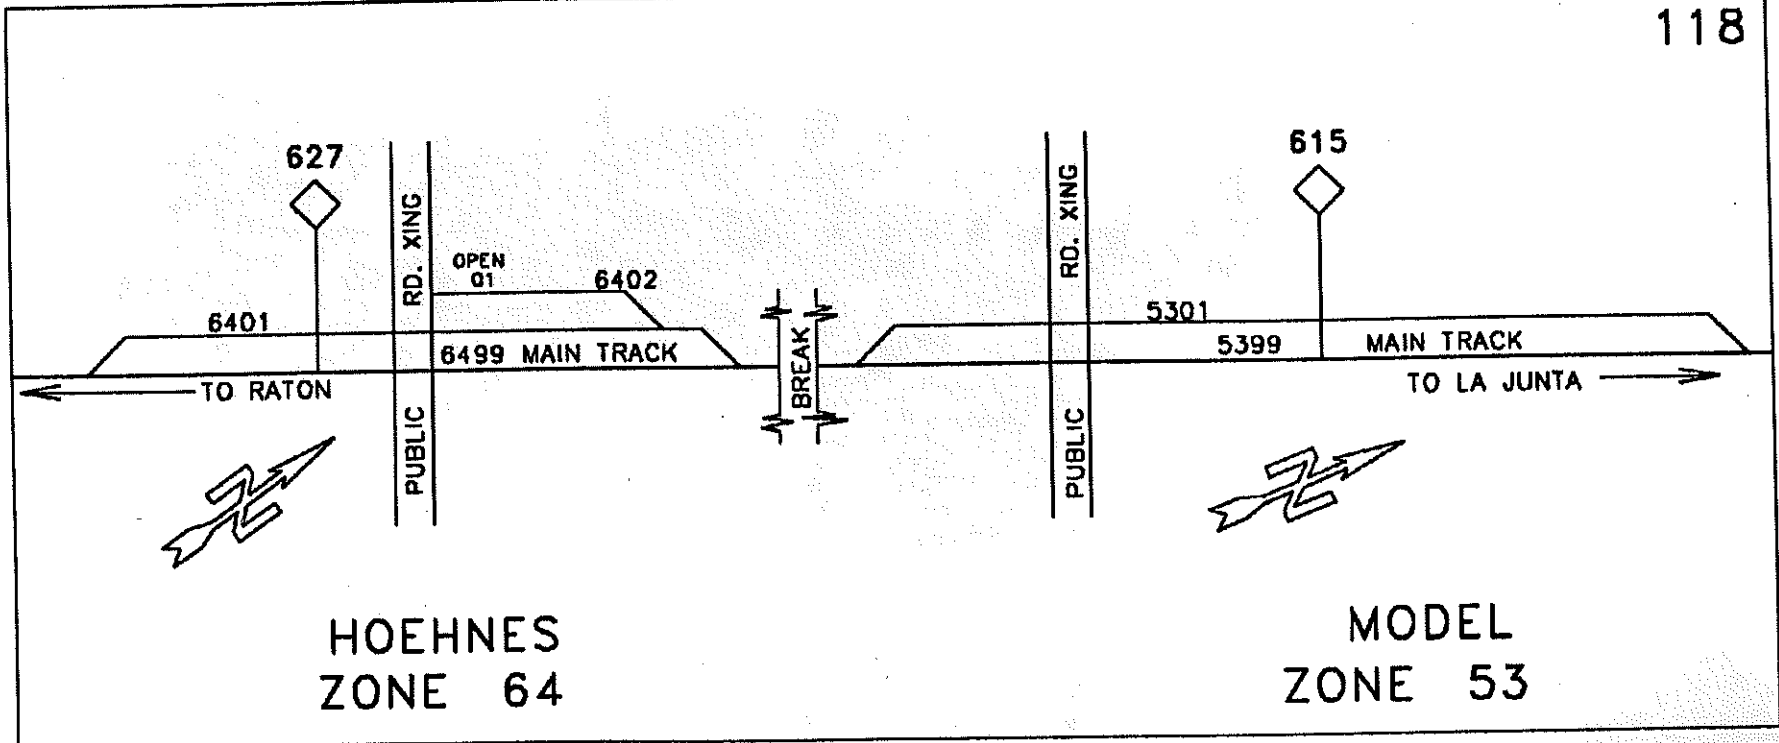 118
627
615
PUBLIC RD. XING
PUBLIC RD. XING
OPEN
01
6402
6401
5301
6499 MAIN TRACK
BREAK
5399 MAIN TRACK
TO RATON
TO LA JUNTA
N
N
HOEHNES
ZONE 64
MODEL
ZONE 53